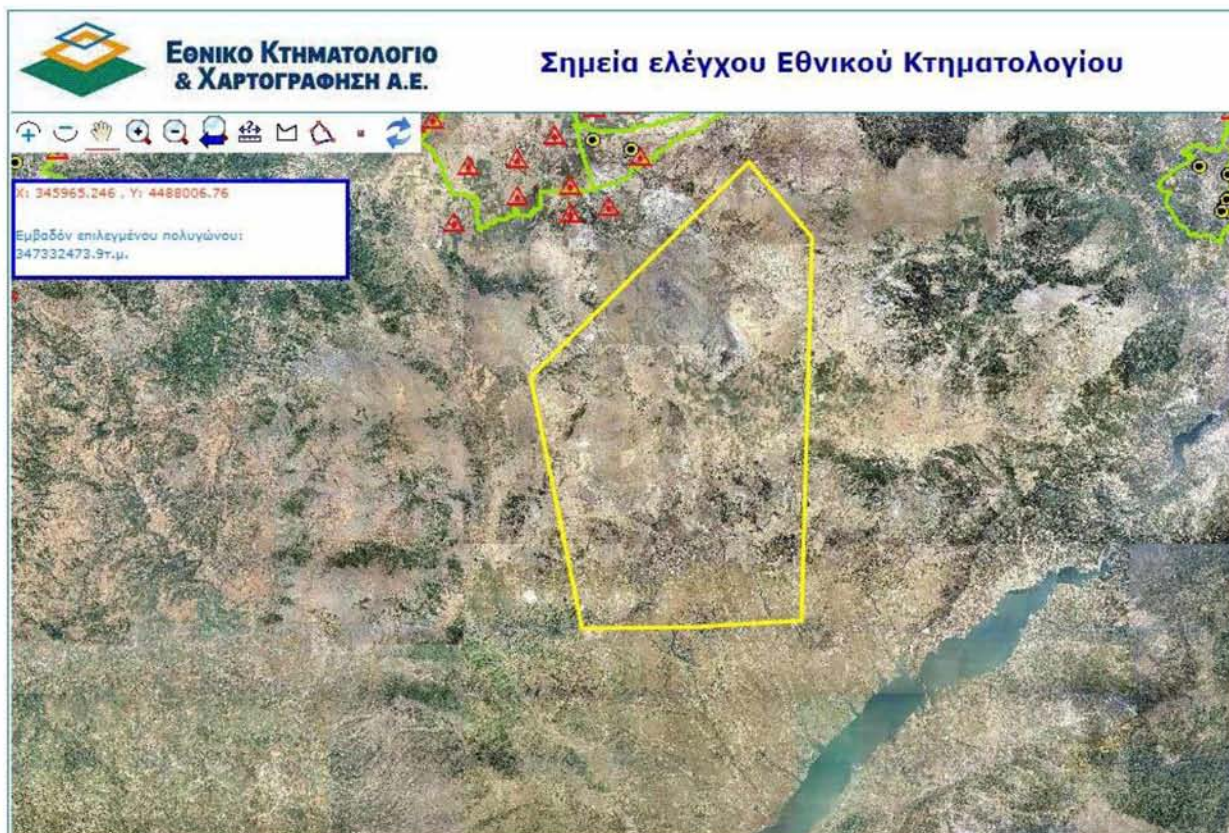 ΕΘΝΙΚΟ ΚΤΗΜΑΤΟΛΟΓΙΟ
& ΧΑΡΤΟΓΡΑΦΗΣΗ Α.Ε.
Σημεία ελέγχου Εθνικού Κτηματολογίου
X: 345965.246 , Y: 4488006.76
Εμβαδόν επιλεγμένου πολυγώνου:
347332473.9τ.μ.